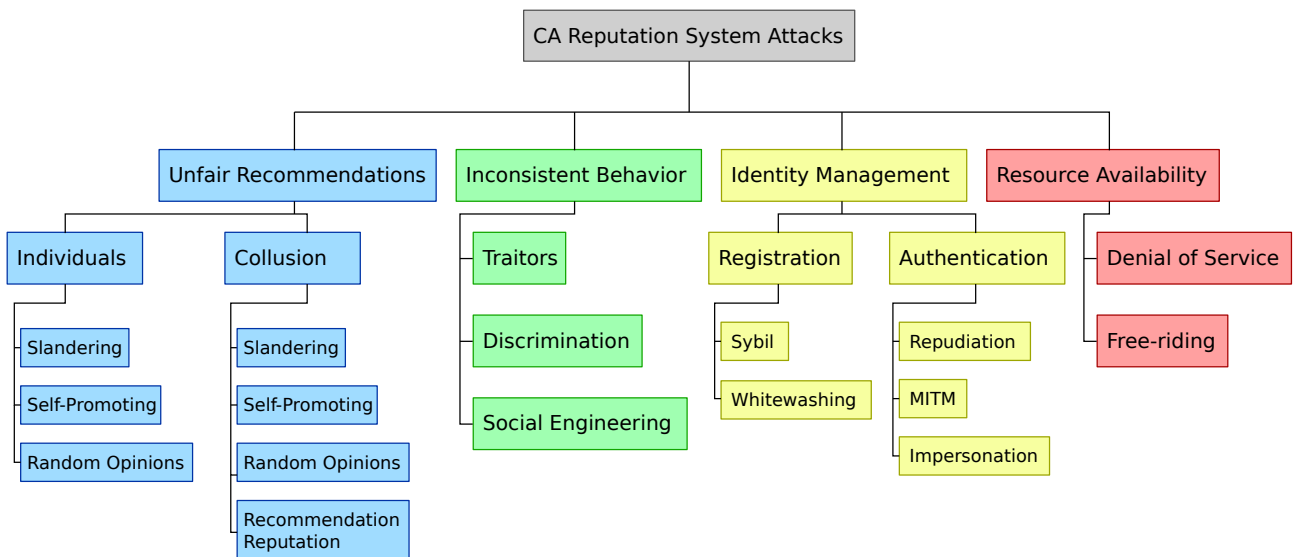 CA Reputation System Attacks
Unfair Recommendations
Inconsistent Behavior
Identity Management
Resource Availability
Individuals
Collusion
Traitors
Registration
Authentication
Denial of Service
Slandering
Slandering
Discrimination
Sybil
Repudiation
Free-riding
Self-Promoting
Self-Promoting
Social Engineering
Whitewashing
MITM
Random Opinions
Random Opinions
Impersonation
Recommendation
Reputation